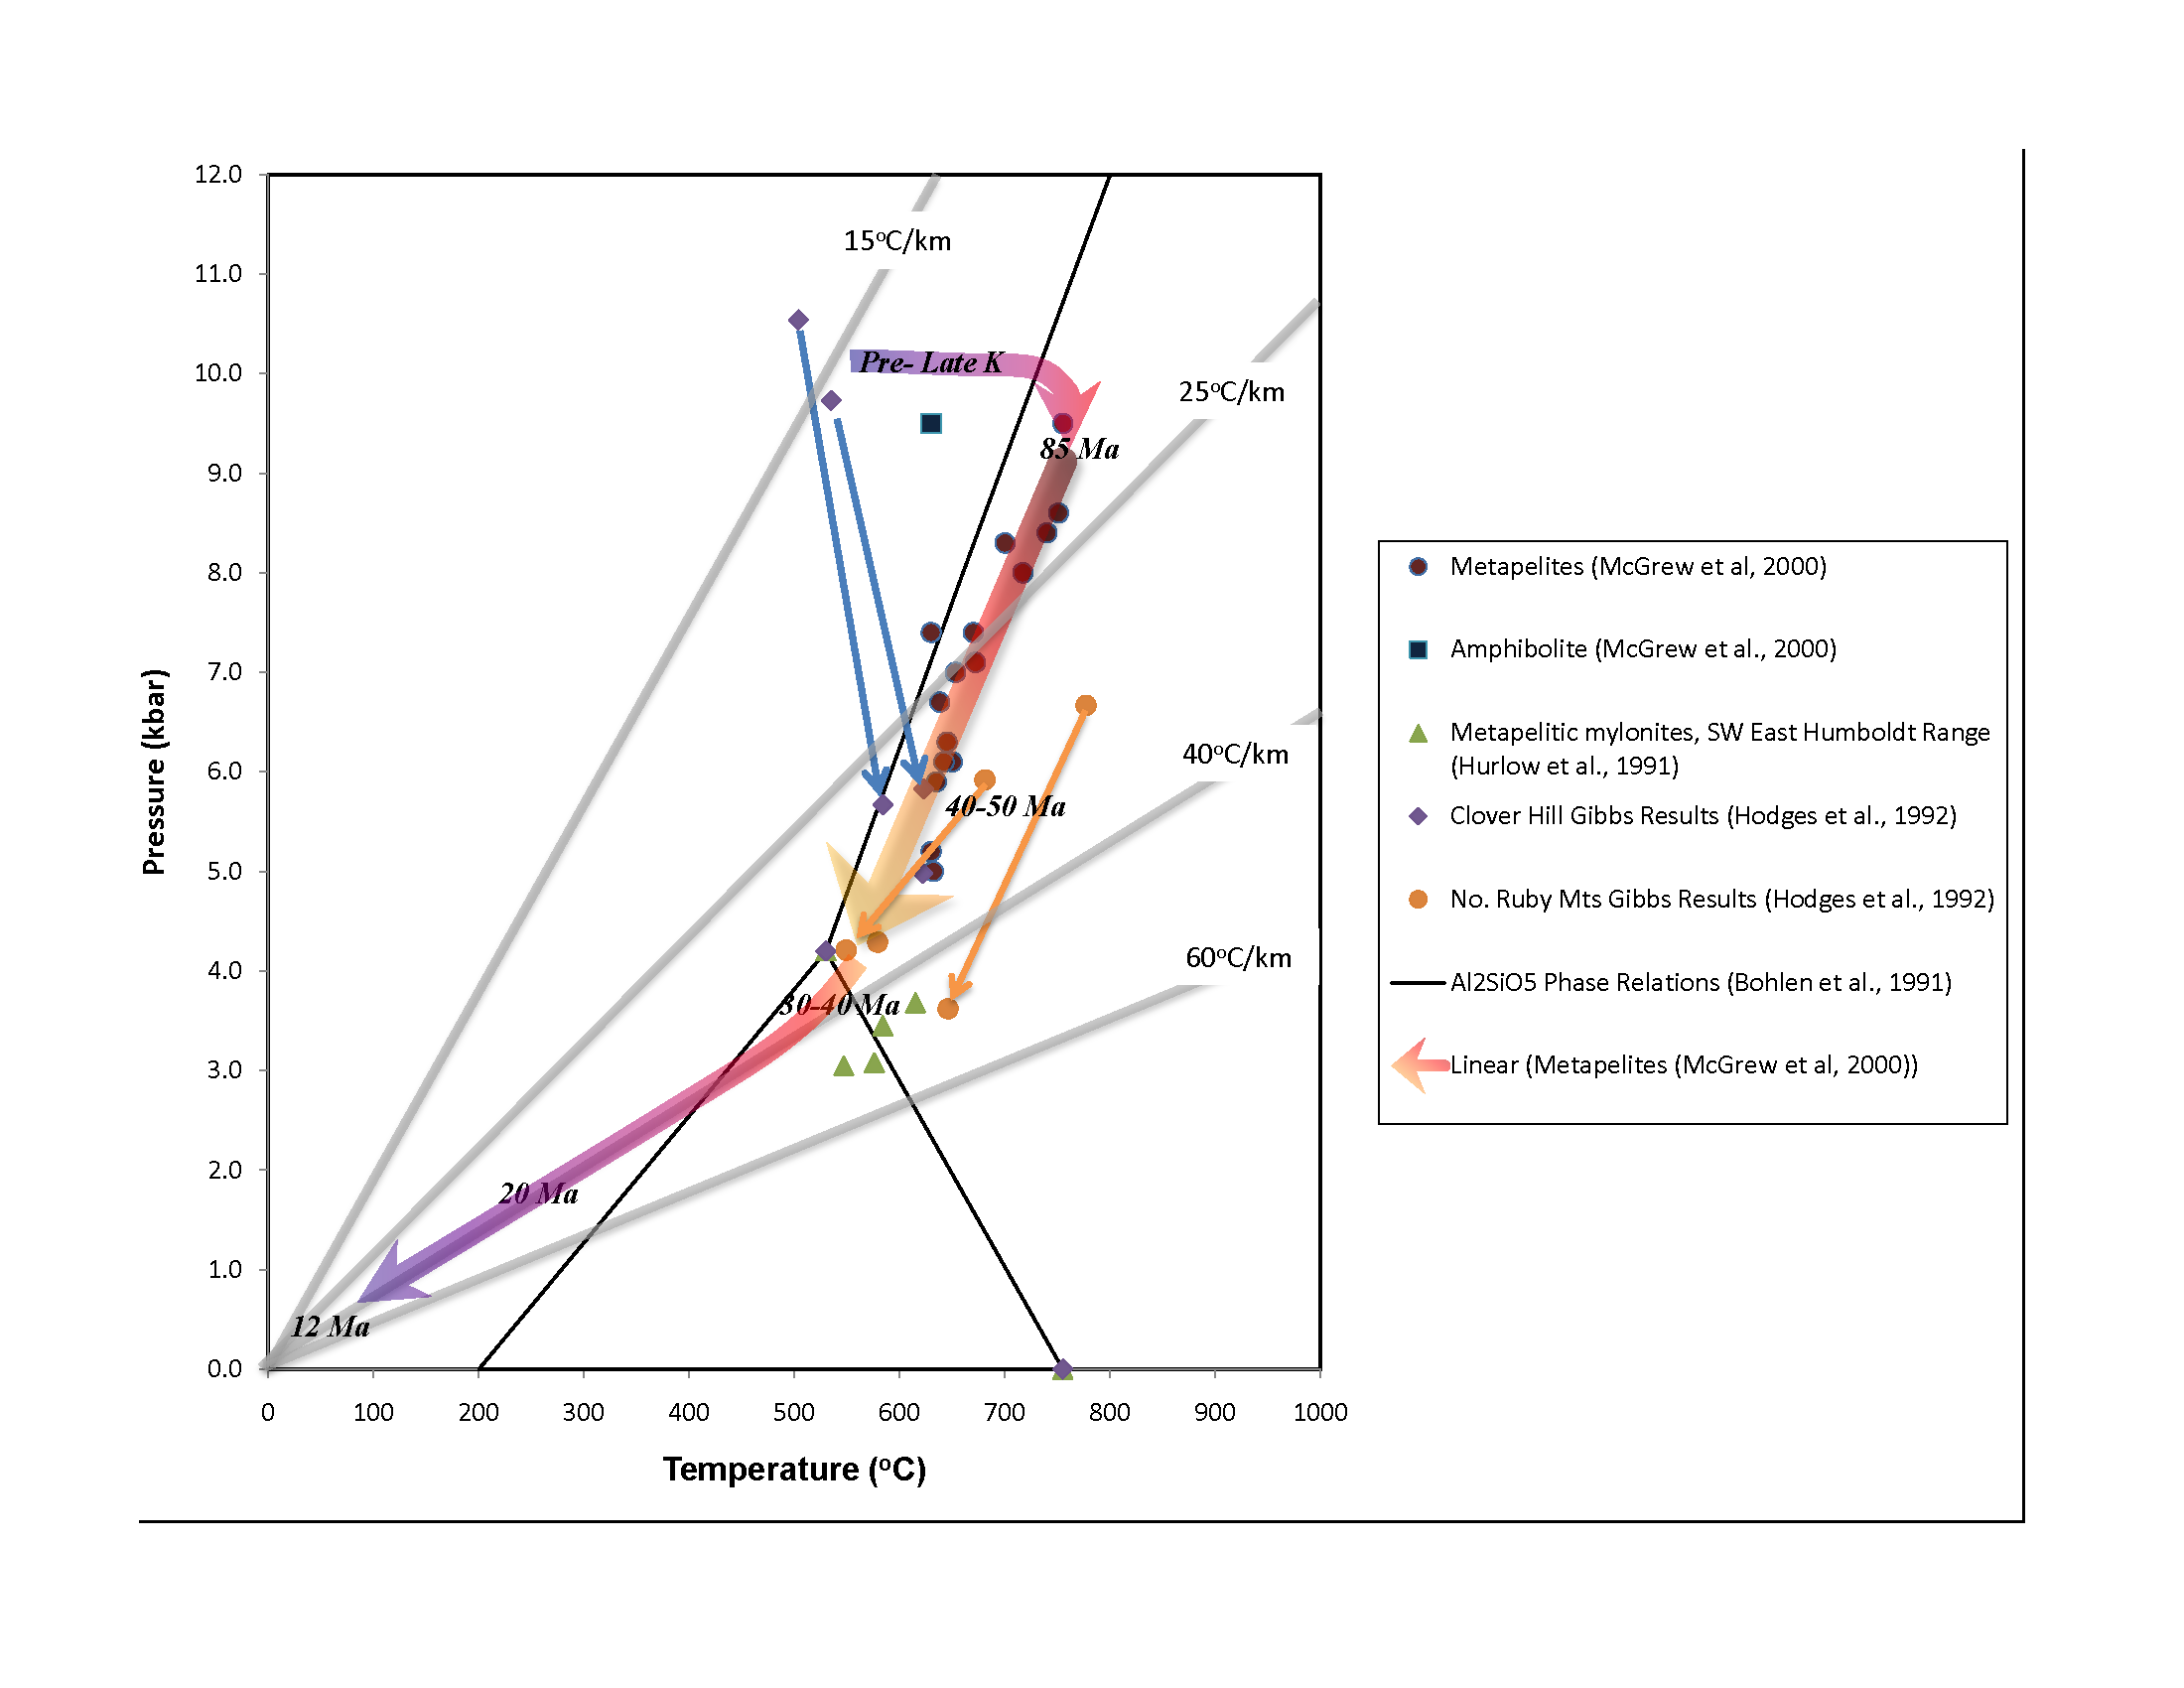 12.0
11.0
10.0
9.0
8.0
7.0
6.0
5.0
4.0
3.0
2.0
1.0
0.0
Pressure (kbar)
0 100 200 300 400 500 600 700 800 900 1000
Temperature (oC)
15oC/km
25oC/km
40oC/km
60oC/km
Pre- Late K
85 Ma
40-50 Ma
30-40 Ma
20 Ma
12 Ma
Metapelites (McGrew et al, 2000)
Amphibolite (McGrew et al., 2000)
Metapelitic mylonites, SW East Humboldt Range
(Hurlow et al., 1991)
Clover Hill Gibbs Results (Hodges et al., 1992)
No. Ruby Mts Gibbs Results (Hodges et al., 1992)
Al2SiO5 Phase Relations (Bohlen et al., 1991)
Linear (Metapelites (McGrew et al, 2000))